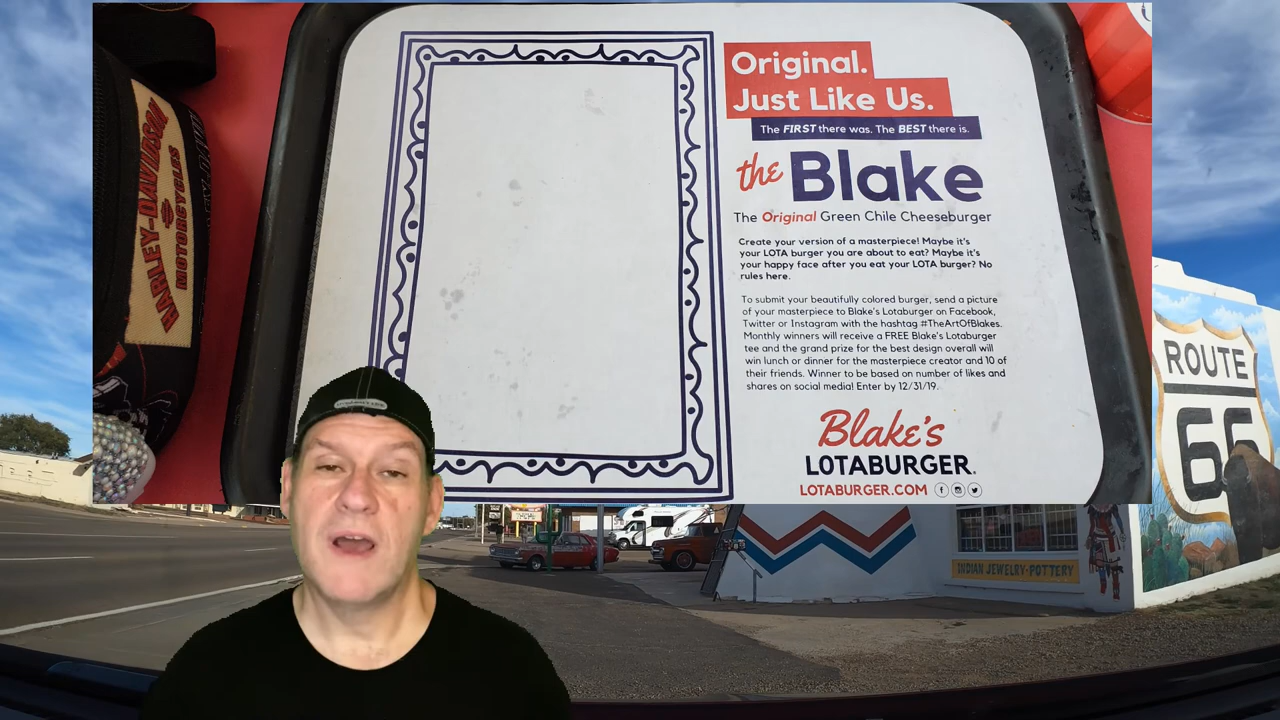 Original.
Just Like Us.
The FIRST there was. The BEST there is.
the Blake
The Original Green Chile Cheeseburger
Create your version of a masterpiece! Maybe it's
your LOTA burger you are about to eat? Maybe it's
your happy face after you eat your LOTA burger? No
rules here.
To submit your beautifully colored burger, send a picture
of your masterpiece to Blake's Lotaburger on Facebook,
Twitter or Instagram with the hashtag #TheArtOfBlakes.
Monthly winners will receive a FREE Blake's Lotaburger
tee and the grand prize for the best design overall will
win lunch or dinner for the masterpiece creator and 10 of
their friends. Winner to be based on number of likes and
shares on social media! Enter by 12/31/19.
Blake's
LOTABURGER.
LOTABURGER.COM
HARLEY-DAVIDSON
MOTORCYCLES
ROUTE
66
INDIAN JEWELRY-POTTERY